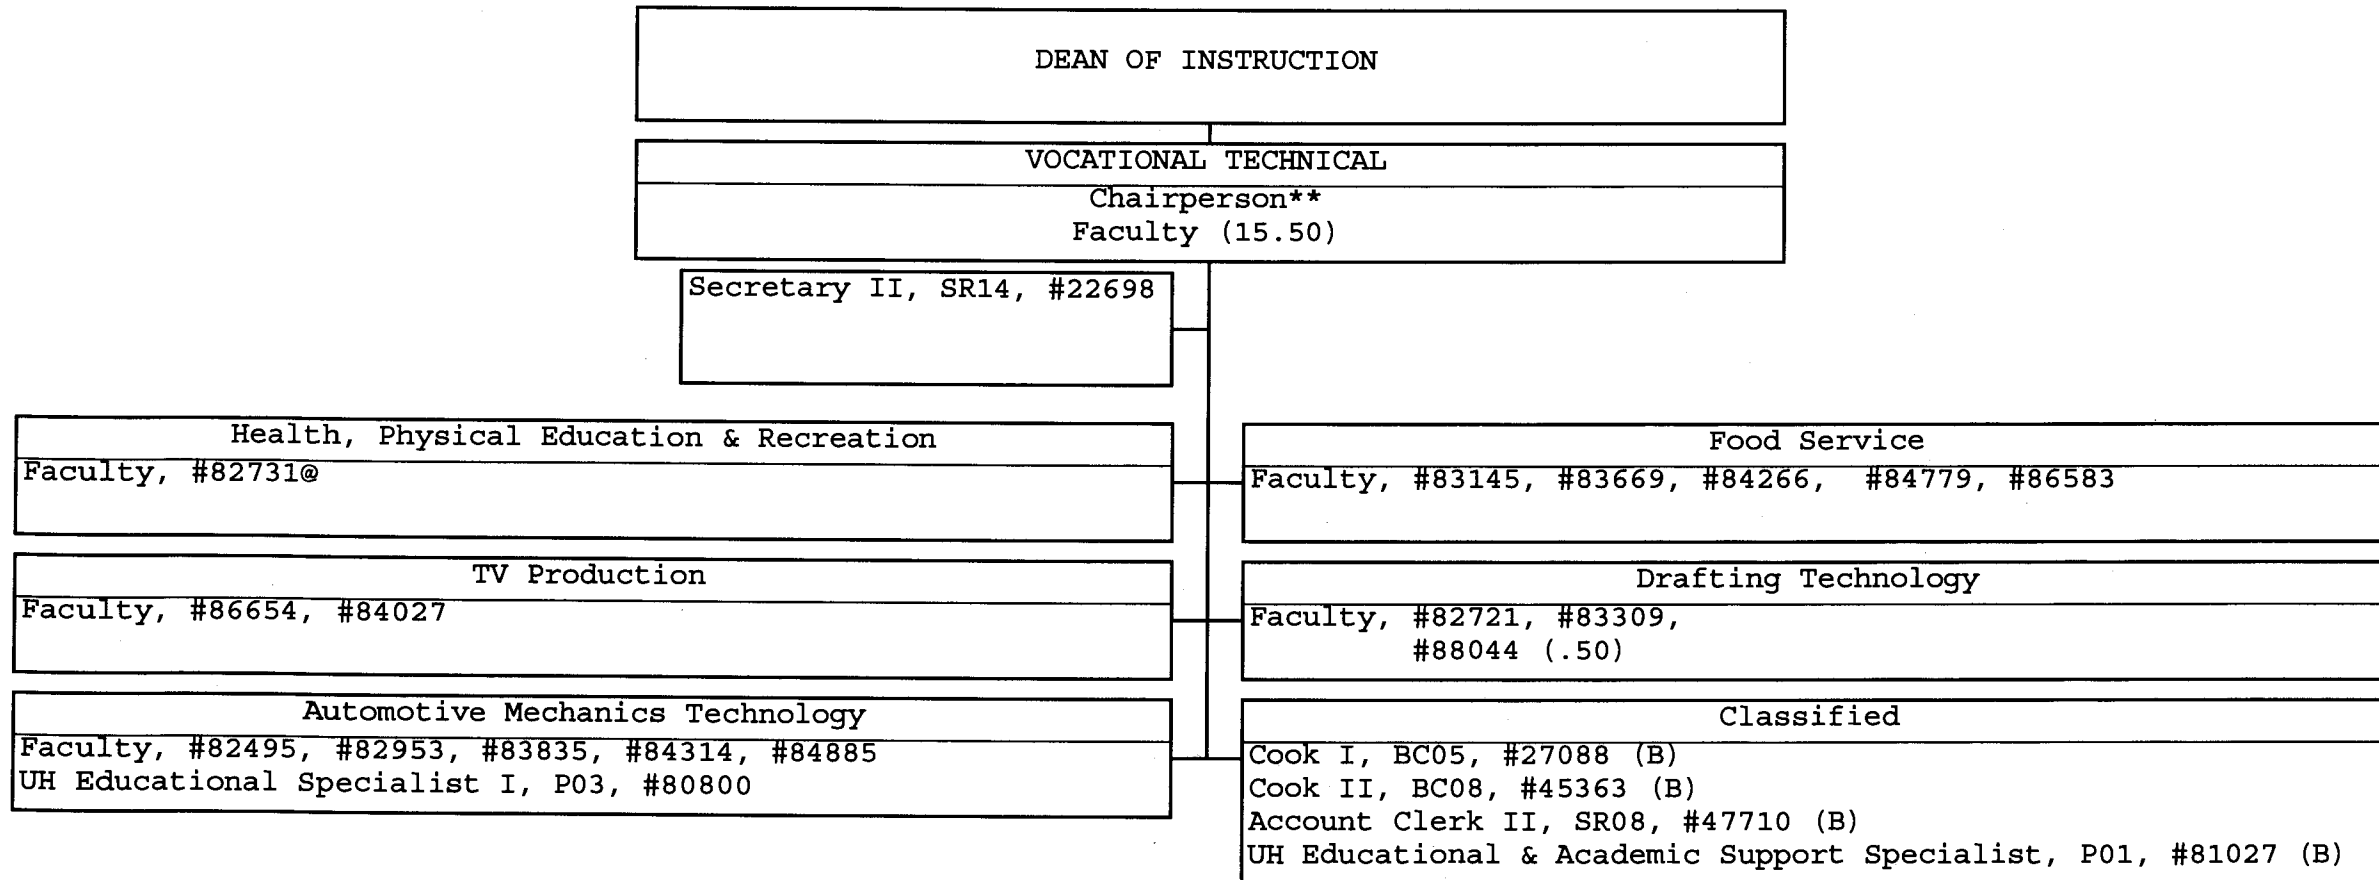 DEAN OF INSTRUCTION
VOCATIONAL TECHNICAL
Chairperson**
Faculty (15.50)
Secretary II, SR14, #22698
Health, Physical Education & Recreation
Faculty, #82731@
Food Service
Faculty, #83145, #83669, #84266, #84779, #86583
TV Production
Faculty, #86654, #84027
Drafting Technology
Faculty, #82721, #83309,
#88044 (.50)
Automotive Mechanics Technology
Faculty, #82495, #82953, #83835, #84314, #84885
UH Educational Specialist I, P03, #80800
Classified
Cook I, BC05, #27088 (B)
Cook II, BC08, #45363 (B)
Account Clerk II, SR08, #47710 (B)
UH Educational & Academic Support Specialist, P01, #81027 (B)